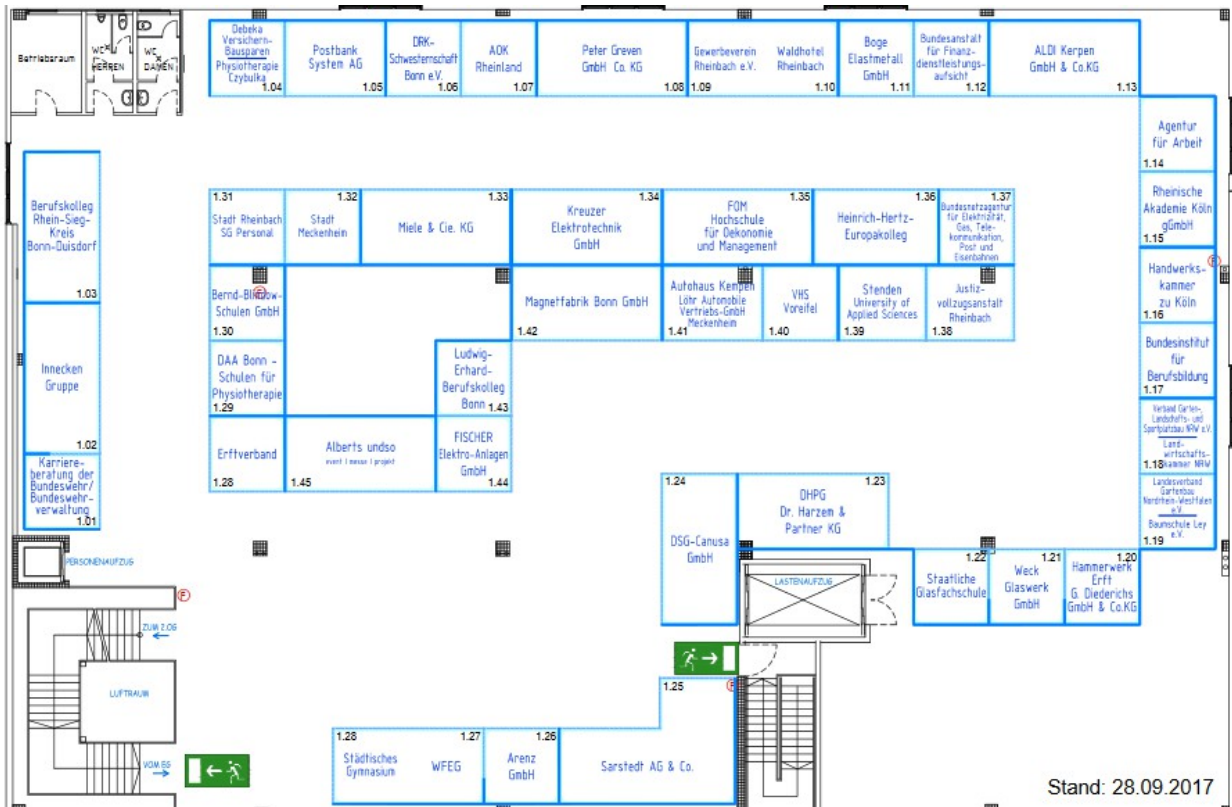 Betriebsraum
WC
HERREN
WC
DAMEN
Debeka
Versichern-
Bausparen
Physiotherapie
Czybulka
1.04
Postbank
System AG
1.05
DRK-
Schwesternschaft
Bonn e.V.
1.06
AOK
Rheinland
1.07
Peter Greven
GmbH Co. KG
1.08
Gewerbeverein
Rheinbach e.V.
1.09
Waldhotel
Rheinbach
1.10
Boge
Elastmetall
GmbH
1.11
Bundesanstalt
für Finanz-
dienstleistungs-
aufsicht
1.12
ALDI Kerpen
GmbH & Co.KG
1.13
Agentur
für Arbeit
1.14
Rheinische
Akademie Köln
gGmbH
1.15
Handwerks-
kammer
zu Köln
1.16
Bundesinstitut
für
Berufsbildung
1.17
Verband Garten-,
Landschafts- und
Sportplatzbau NRW e.V.
Land-
wirtschafts-
kammer NRW
1.18
Landesverband
Gartenbau
Nordrhein-Westfalen
e.V.
Baumschule Ley
e.V.
1.19
Berufskolleg
Rhein-Sieg-
Kreis
Bonn-Duisdorf
1.03
Innecken
Gruppe
1.02
Karriere-
beratung der
Bundeswehr/
Bundeswehr-
verwaltung
1.01
1.31
Stadt Rheinbach
SG Personal
1.32
Stadt
Meckenheim
1.33
Miele & Cie. KG
1.34
Kreuzer
Elektrotechnik
GmbH
1.35
FOM
Hochschule
für Oekonomie
und Management
1.36
Heinrich-Hertz-
Europakolleg
1.37
Bundesnetzagentur
für Elektrizität,
Gas, Tele-
kommunikation,
Post und
Eisenbahnen
Schulen GmbH
1.30
DAA Bonn -
Schulen für
Physiotherapie
1.29
Erftverband
1.28
Magnetfabrik Bonn GmbH
1.42
Autohaus Kempen
Löhr Automobile
Vertriebs-GmbH
Meckenheim
1.41
VHS
Voreifel
1.40
Stenden
University of
Applied Sciences
1.39
Justiz-
vollzugsanstalt
Rheinbach
1.38
Ludwig-
Erhard-
Berufskolleg
Bonn
1.43
Alberts undso
event | messe | projekt
1.45
FISCHER
Elektro-Anlagen
GmbH
1.44
1.24
DSG-Canusa
GmbH
1.23
DHPG
Dr. Harzem &
Partner KG
1.22
Staatliche
Glasfachschule
1.21
Weck
Glaswerk
GmbH
1.20
Hammerwerk
Erft
G. Diederichs
GmbH & Co.KG
PERSONENAUFZUG
LASTENAUFZUG
F
F
F
F
ZUM 2.OG
LUFTRAUM
VOM EG
1.25
Sarstedt AG & Co.
1.28
Städtisches
Gymnasium
1.27
WFEG
1.26
Arenz
GmbH
Stand: 28.09.2017